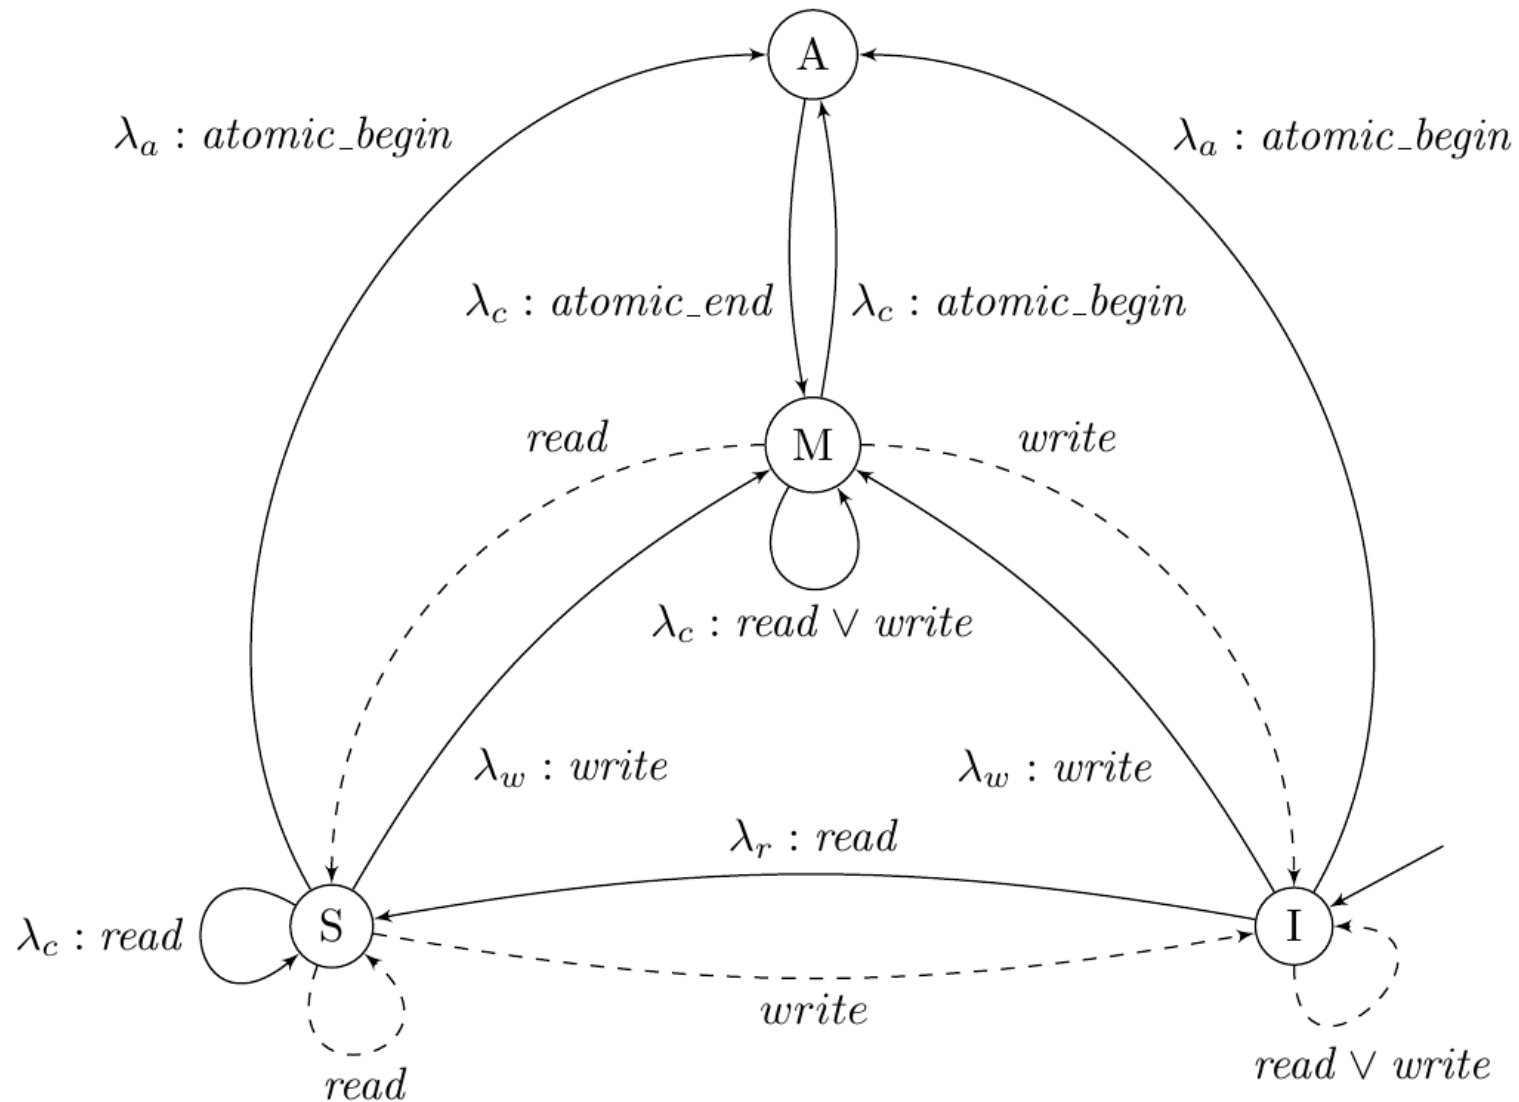 A
λa : atomic_begin
λa : atomic_begin
λc : atomic_end
λc : atomic_begin
read
M
write
λc : read ∨ write
λw : write
λw : write
λr : read
λc : read
S
I
write
read
read ∨ write